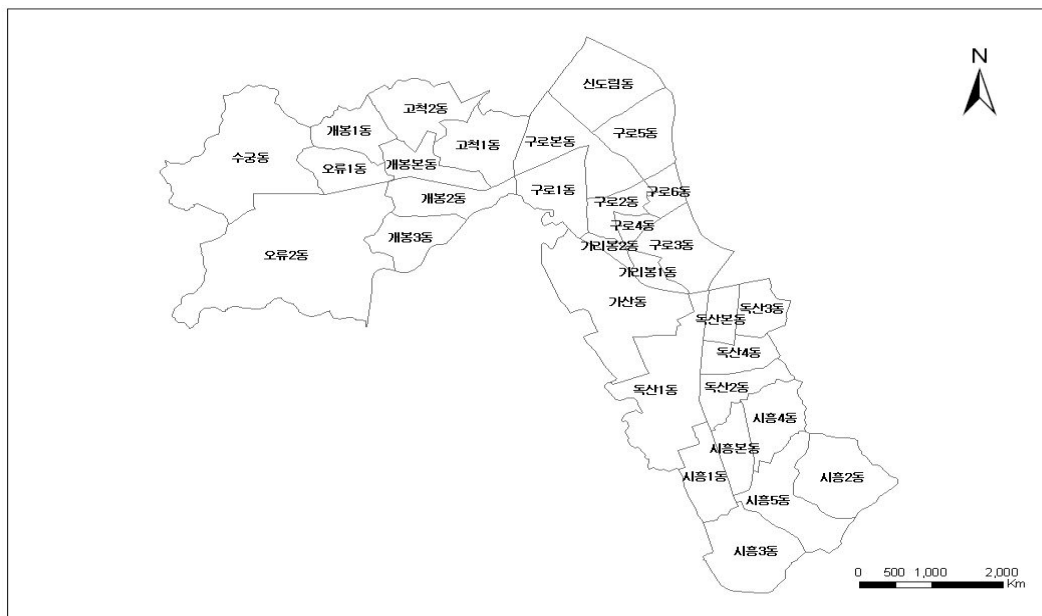 N
신도림동
고척2동
개봉1동
구로5동
고척1동
구로본동
수궁동
오류1동
개봉본동
구로1동
구로6동
개봉2동
구로2동
구로4동
개봉3동
가리봉2동
구로3동
오류2동
가리봉1동
가산동
독산3동
독산본동
독산4동
독산1동
독산2동
시흥4동
시흥본동
시흥1동
시흥2동
시흥5동
시흥3동
0 500 1,000 2,000
Km